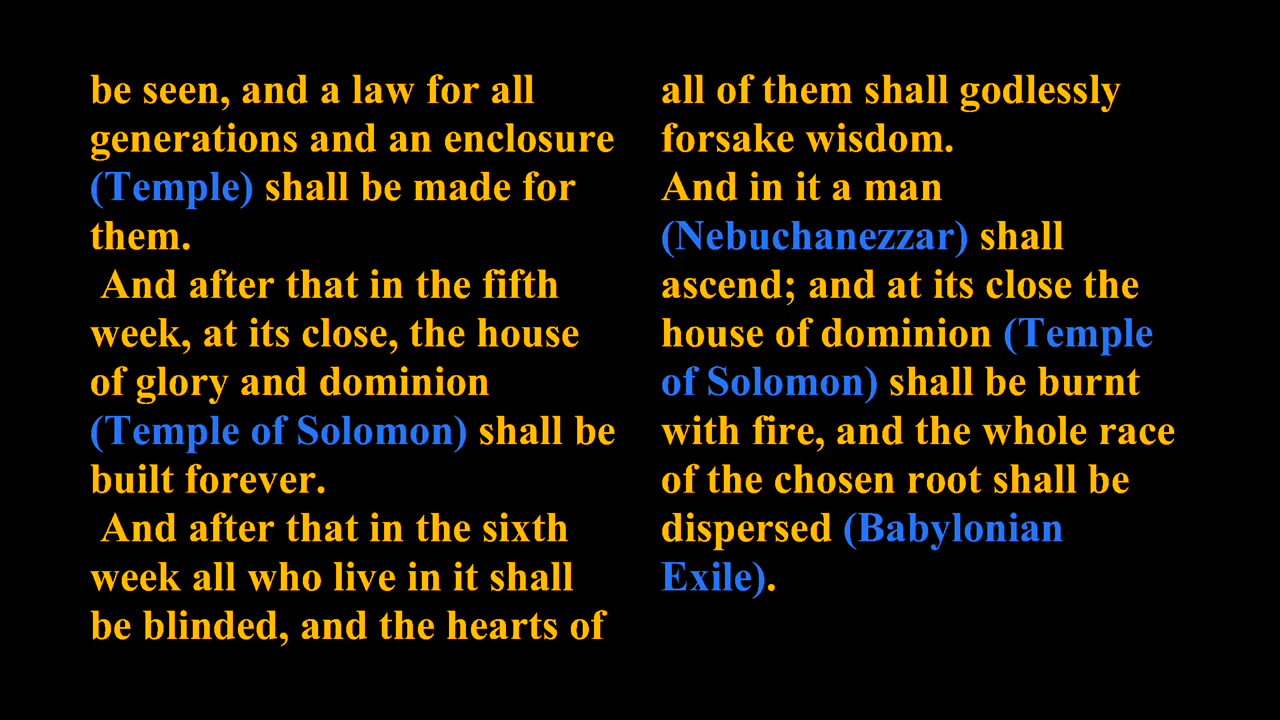 be seen, and a law for all
generations and an enclosure
(Temple) shall be made for
them.
And after that in the fifth
week, at its close, the house
of glory and dominion
(Temple of Solomon) shall be
built forever.
And after that in the sixth
week all who live in it shall
be blinded, and the hearts of
all of them shall godlessly
forsake wisdom.
And in it a man
(Nebuchanezzar) shall
ascend; and at its close the
house of dominion (Temple
of Solomon) shall be burnt
with fire, and the whole race
of the chosen root shall be
dispersed (Babylonian
Exile).